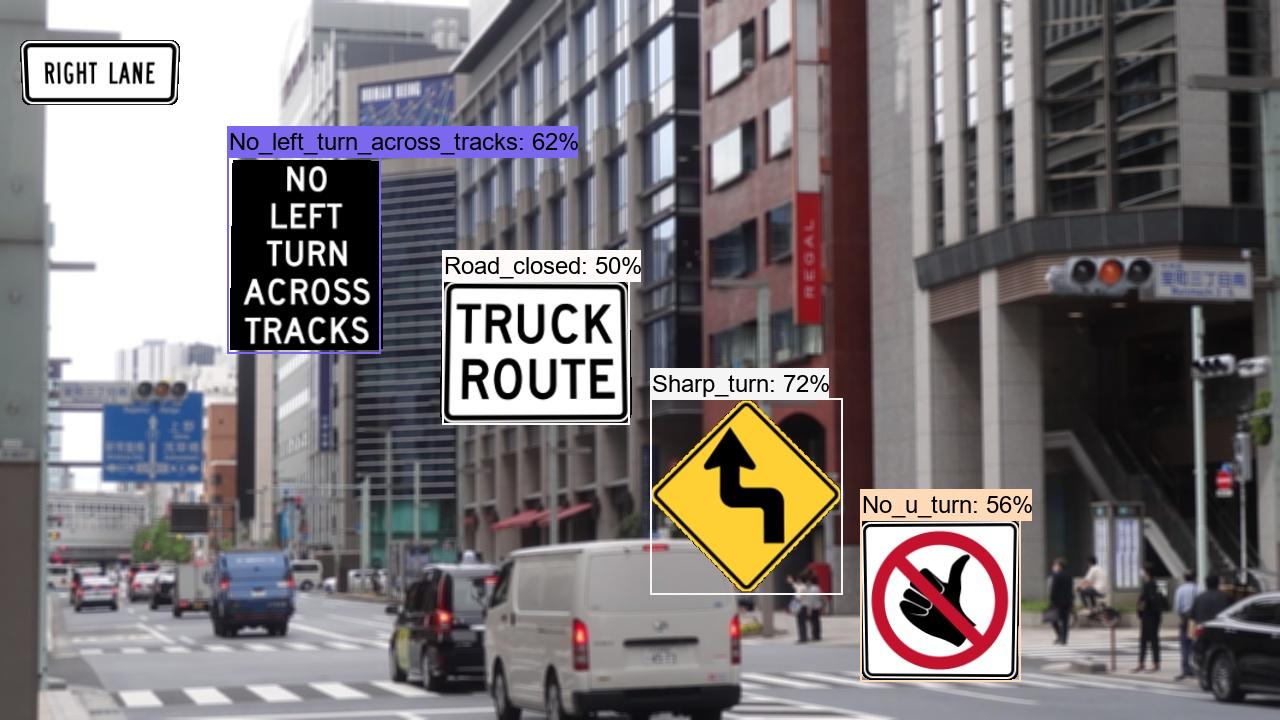 RIGHT LANE
No_left_turn_across_tracks: 62%
NO
LEFT
TURN
ACROSS
TRACKS
Road_closed: 50%
TRUCK
ROUTE
REGAL
Sharp_turn: 72%
No_u_turn: 56%